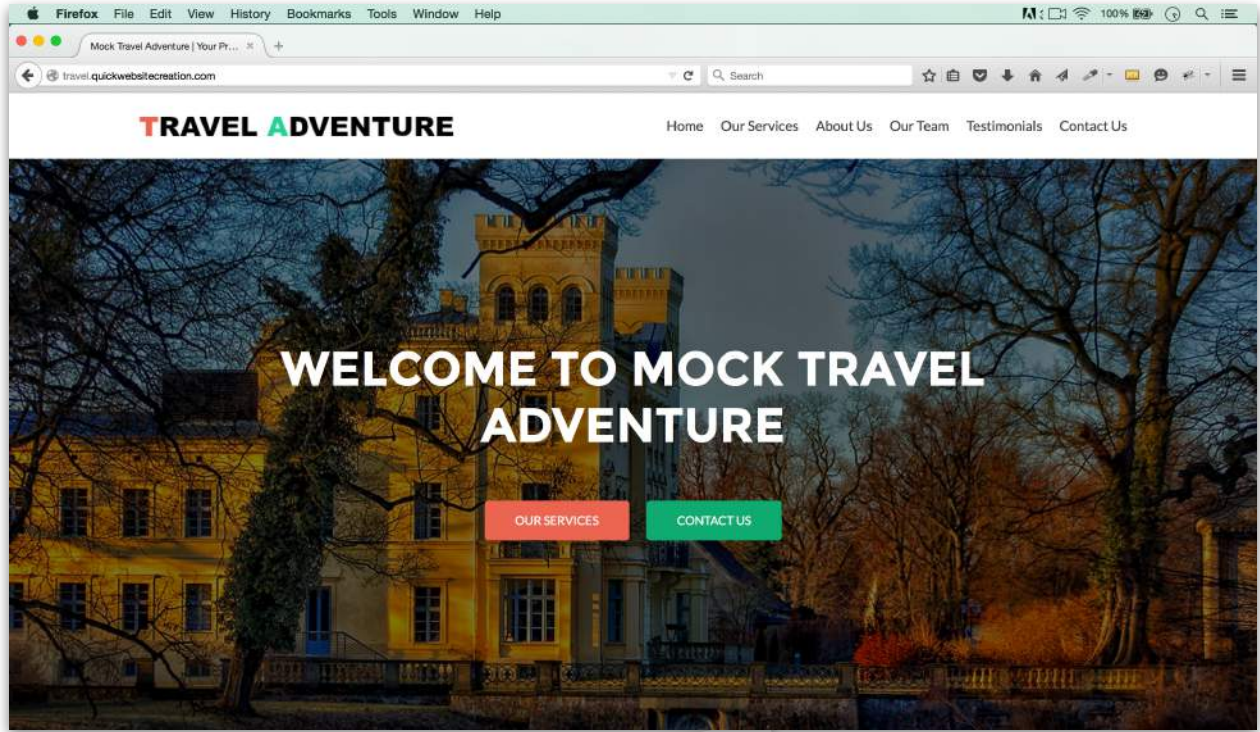 Firefox File Edit View History Bookmarks Tools Window Help 100%
Mock Travel Adventure | Your Pr...
travel.quickwebsitecreation.com Search
TRAVEL ADVENTURE
Home Our Services About Us Our Team Testimonials Contact Us
WELCOME TO MOCK TRAVEL
ADVENTURE
OUR SERVICES CONTACT US